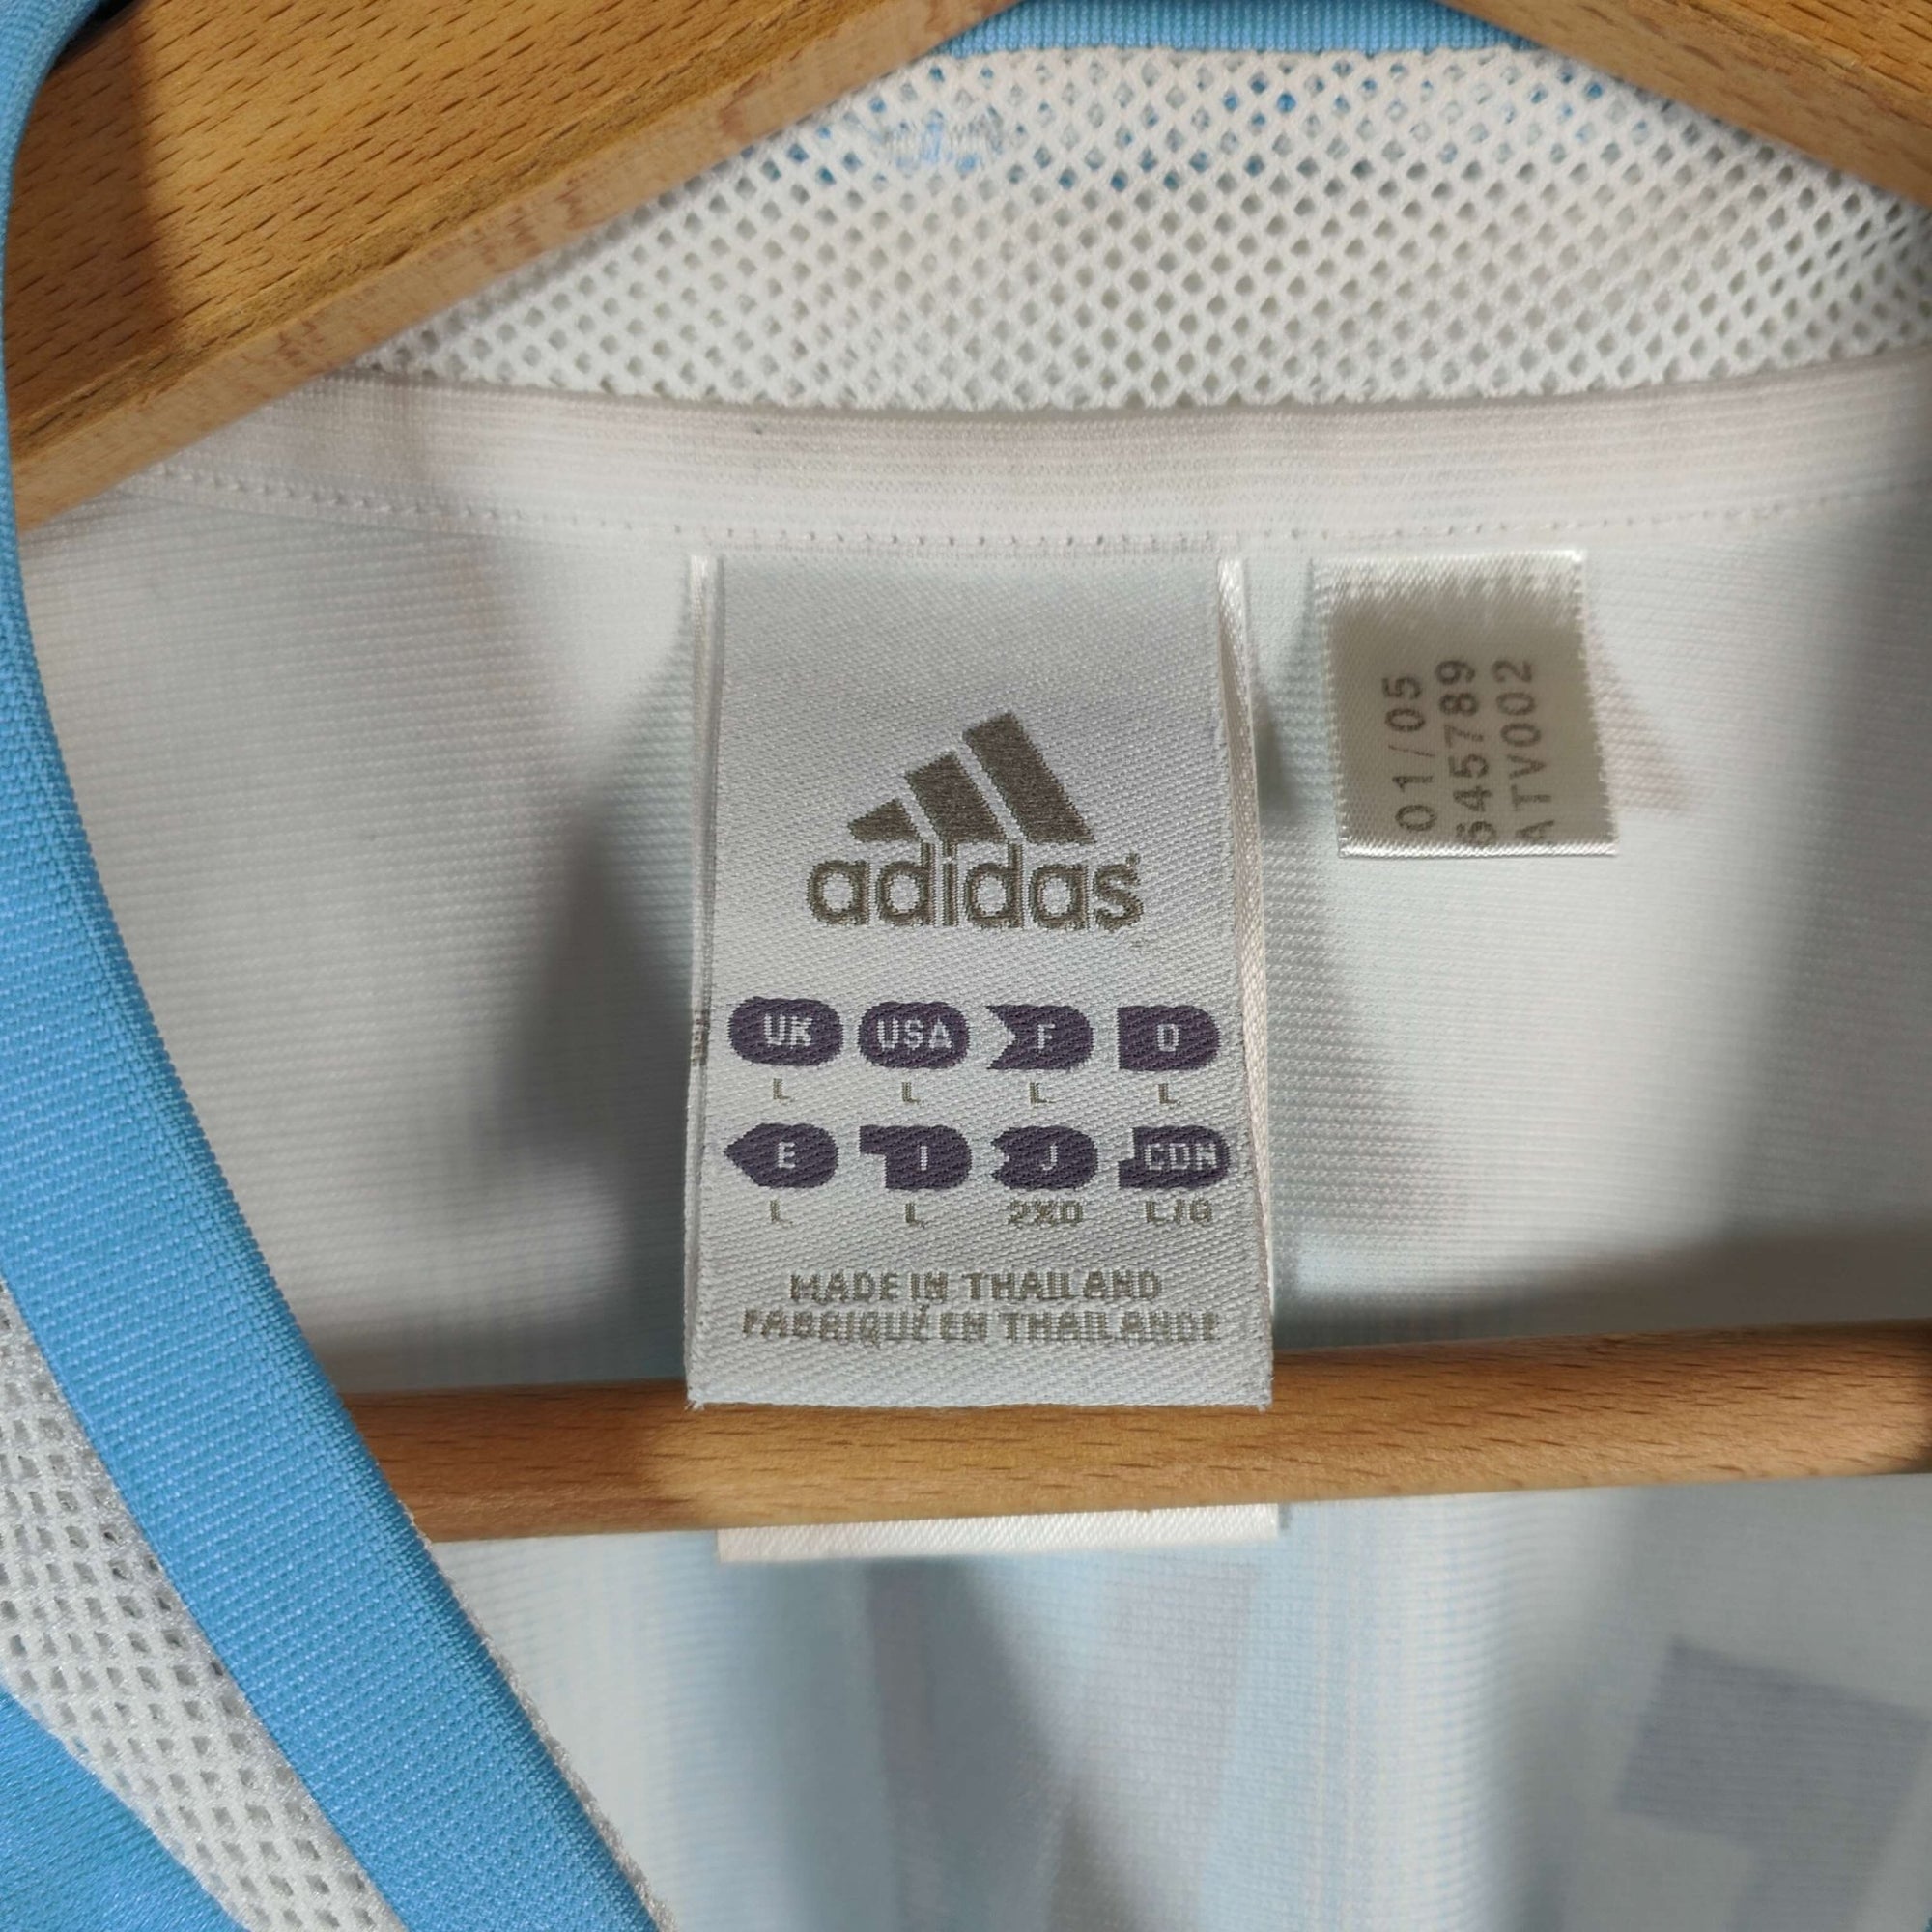 adidas
UK USA F D
L L L L
E I J CDN
L L 2XO L/G
MADE IN THAILAND
FABRIQUÉ EN THAILANDE
01/05
645789
ATV002